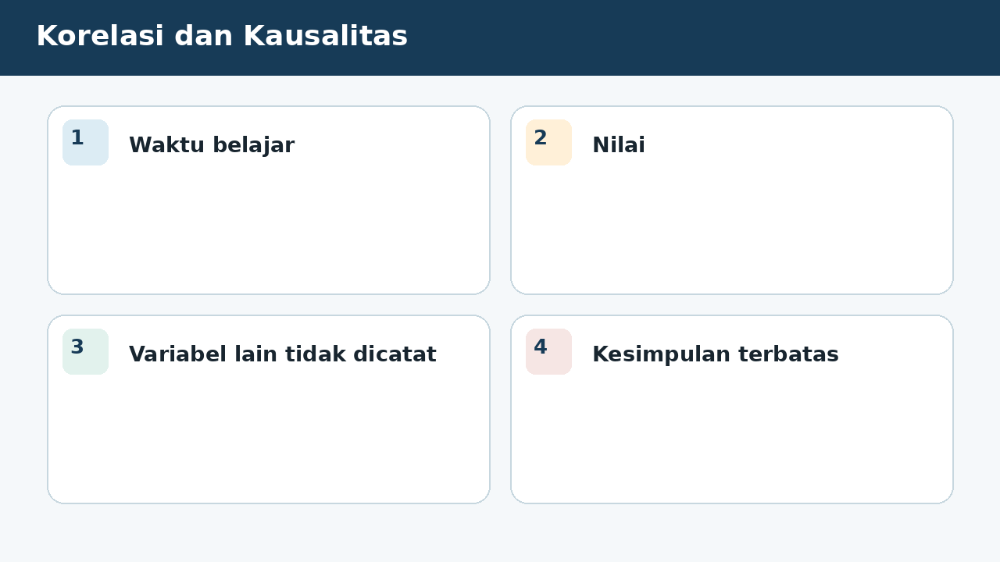 Korelasi dan Kausalitas
1 Waktu belajar
2 Nilai
3 Variabel lain tidak dicatat
4 Kesimpulan terbatas